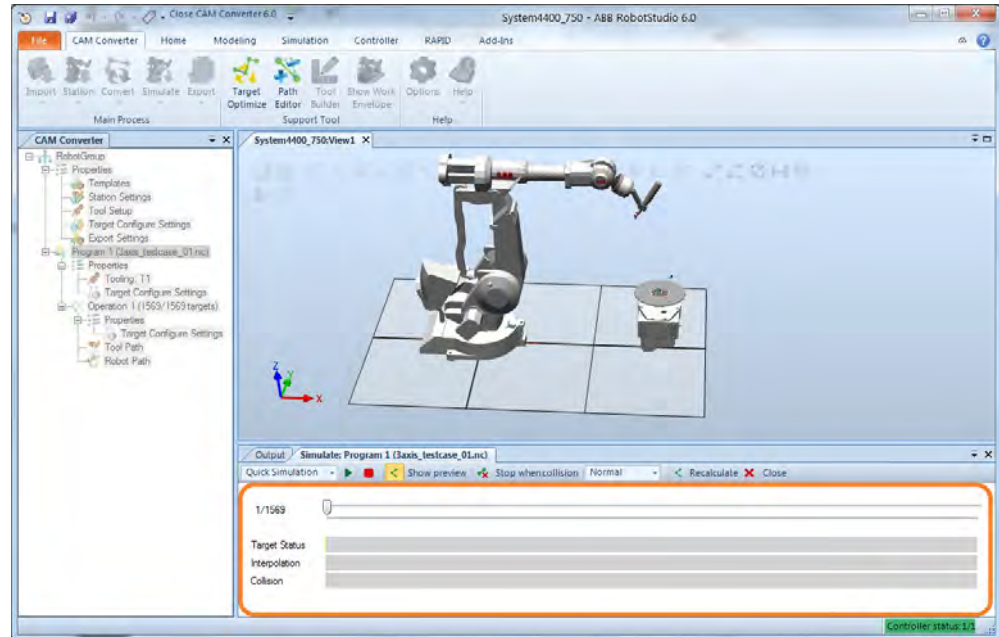 Close CAM Converter 6.0
System4400_750 - ABB RobotStudio 6.0
File CAM Converter Home Modeling Simulation Controller RAPID Add-Ins
Import Station Convert Simulate Export Target Optimize Path Editor Tool Builder Show Work Envelope Options Help
Main Process Support Tool Help
CAM Converter
System4400_750:View1
RobotGroup
Properties
Templates
Station Settings
Tool Setup
Target Configure Settings
Export Settings
Program 1 (3axis_testcase_01.nc)
Properties
Tooling: T1
Target Configure Settings
Operation 1 (1569/1569 targets)
Properties
Target Configure Settings
Tool Path
Robot Path
Z
Y
X
Output Simulate: Program 1 (3axis_testcase_01.nc)
Quick Simulation Show preview Stop when collision Normal Recalculate Close
1/1569
Target Status
Interpolation
Collision
Controller status: 1/1